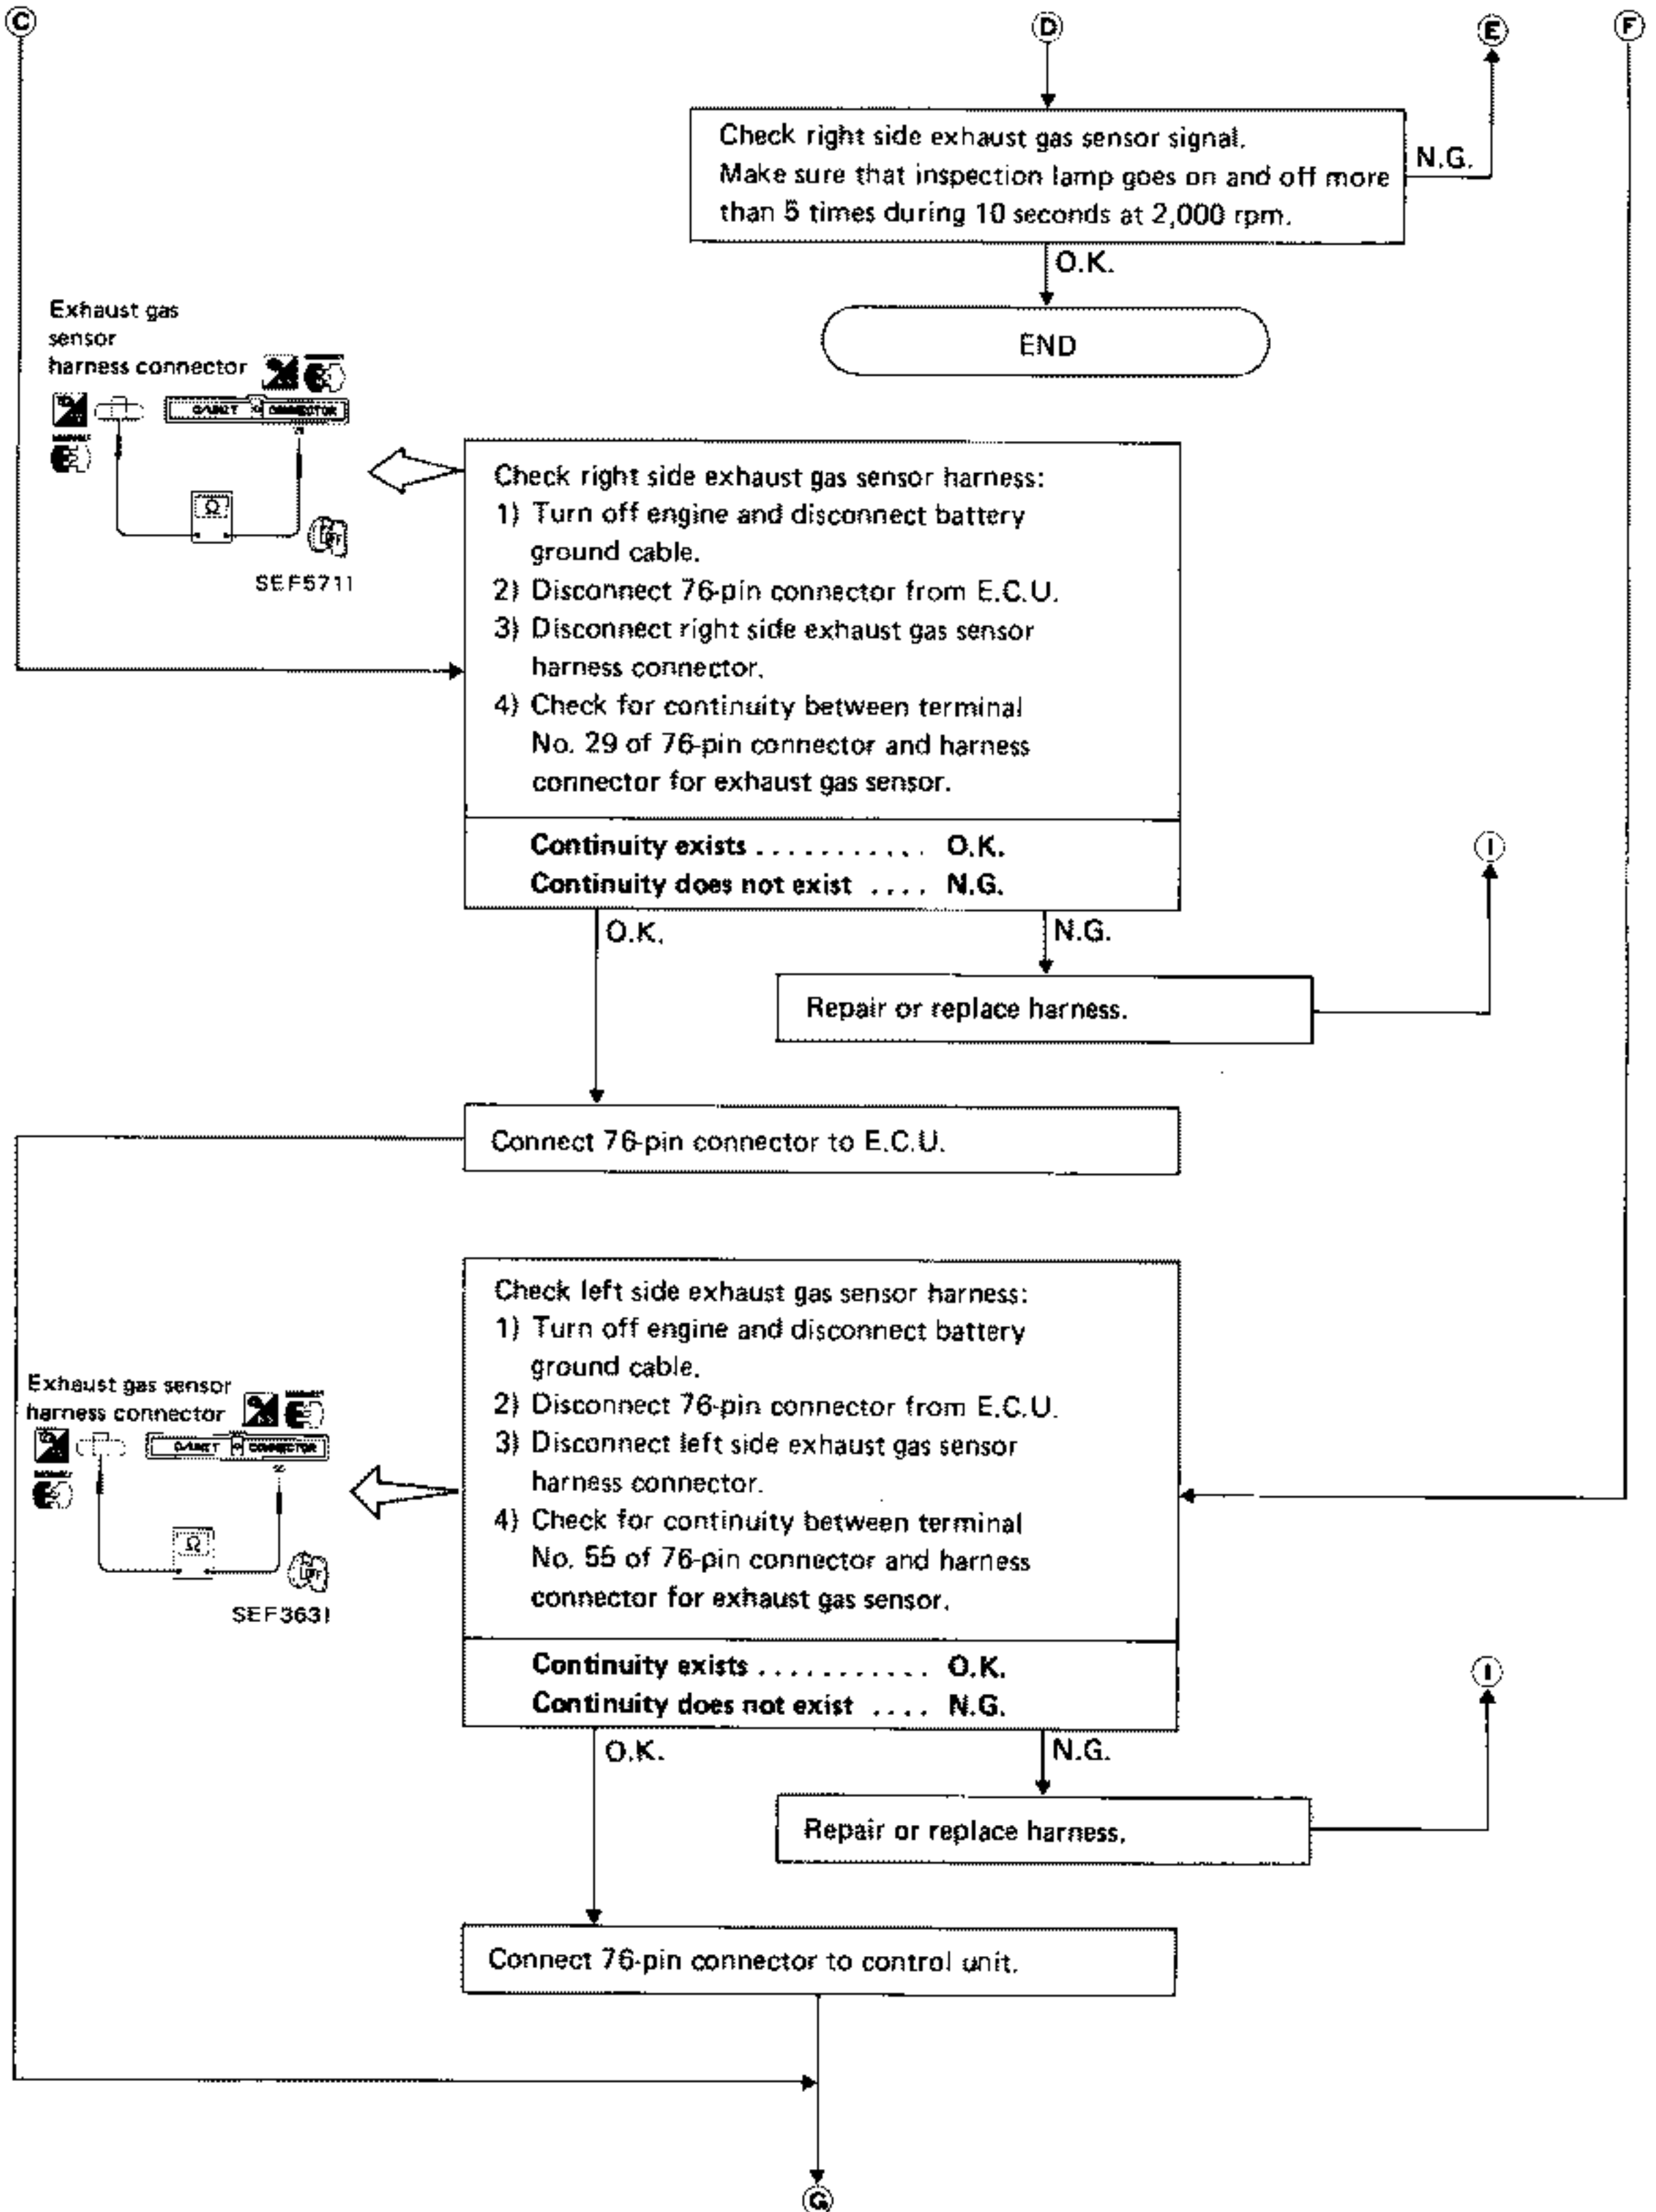 C
D
E
F
Check right side exhaust gas sensor signal.
Make sure that inspection lamp goes on and off more
than 5 times during 10 seconds at 2,000 rpm.
N.G.
O.K.
END
Exhaust gas
sensor
harness connector
C/UNIT CONNECTOR
Ω
OFF
SEF571I
Check right side exhaust gas sensor harness:
1) Turn off engine and disconnect battery
ground cable.
2) Disconnect 76-pin connector from E.C.U.
3) Disconnect right side exhaust gas sensor
harness connector.
4) Check for continuity between terminal
No. 29 of 76-pin connector and harness
connector for exhaust gas sensor.
Continuity exists ........... O.K.
Continuity does not exist .... N.G.
I
O.K.
N.G.
Repair or replace harness.
Connect 76-pin connector to E.C.U.
Check left side exhaust gas sensor harness:
1) Turn off engine and disconnect battery
ground cable.
2) Disconnect 76-pin connector from E.C.U.
3) Disconnect left side exhaust gas sensor
harness connector.
4) Check for continuity between terminal
No. 55 of 76-pin connector and harness
connector for exhaust gas sensor.
Exhaust gas sensor
harness connector
C/UNIT CONNECTOR
Ω
OFF
SEF363I
Continuity exists ........... O.K.
Continuity does not exist .... N.G.
I
O.K.
N.G.
Repair or replace harness.
Connect 76-pin connector to control unit.
G